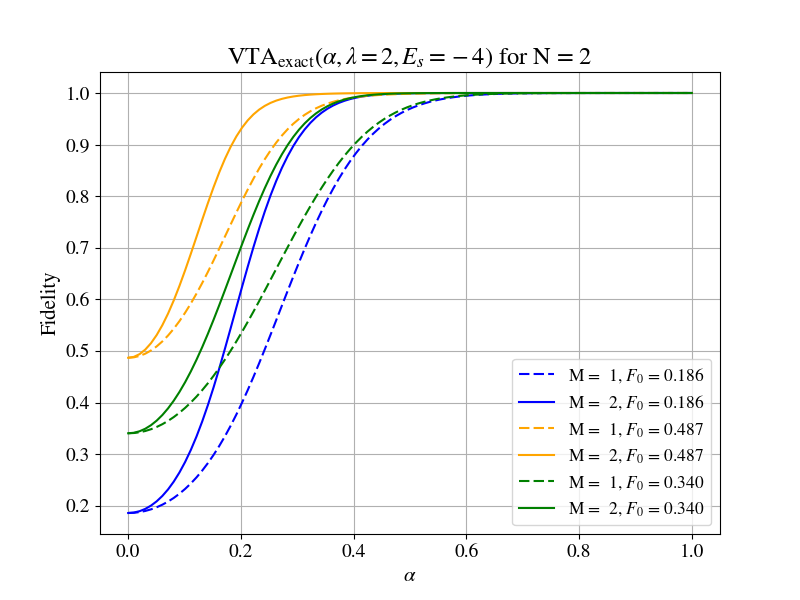 VTA_exact(α, λ = 2, E_s = −4) for N = 2
Fidelity
1.0
0.9
0.8
0.7
0.6
0.5
0.4
0.3
0.2
M = 1, F_0 = 0.186
M = 2, F_0 = 0.186
M = 1, F_0 = 0.487
M = 2, F_0 = 0.487
M = 1, F_0 = 0.340
M = 2, F_0 = 0.340
0.0 0.2 0.4 0.6 0.8 1.0
α